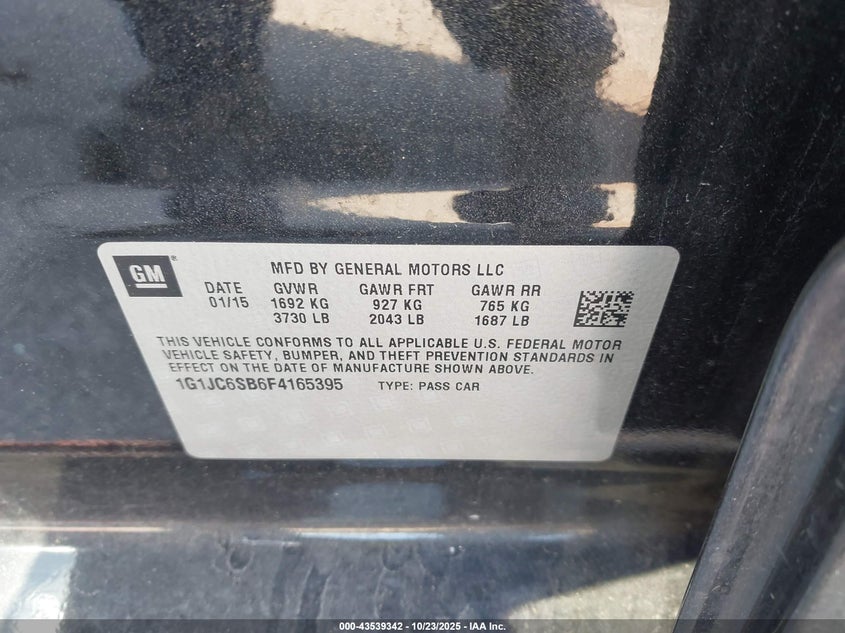 GM®
MFD BY GENERAL MOTORS LLC
DATE GVWR GAWR FRT GAWR RR
01/15 1692 KG 927 KG 765 KG
3730 LB 2043 LB 1687 LB
THIS VEHICLE CONFORMS TO ALL APPLICABLE U.S. FEDERAL MOTOR
VEHICLE SAFETY, BUMPER, AND THEFT PREVENTION STANDARDS IN
EFFECT ON THE DATE OF MANUFACTURE SHOWN ABOVE.
1G1JC6SB6F4165395 TYPE: PASS CAR
000-43539342 | 10/23/2025 | IAA Inc.